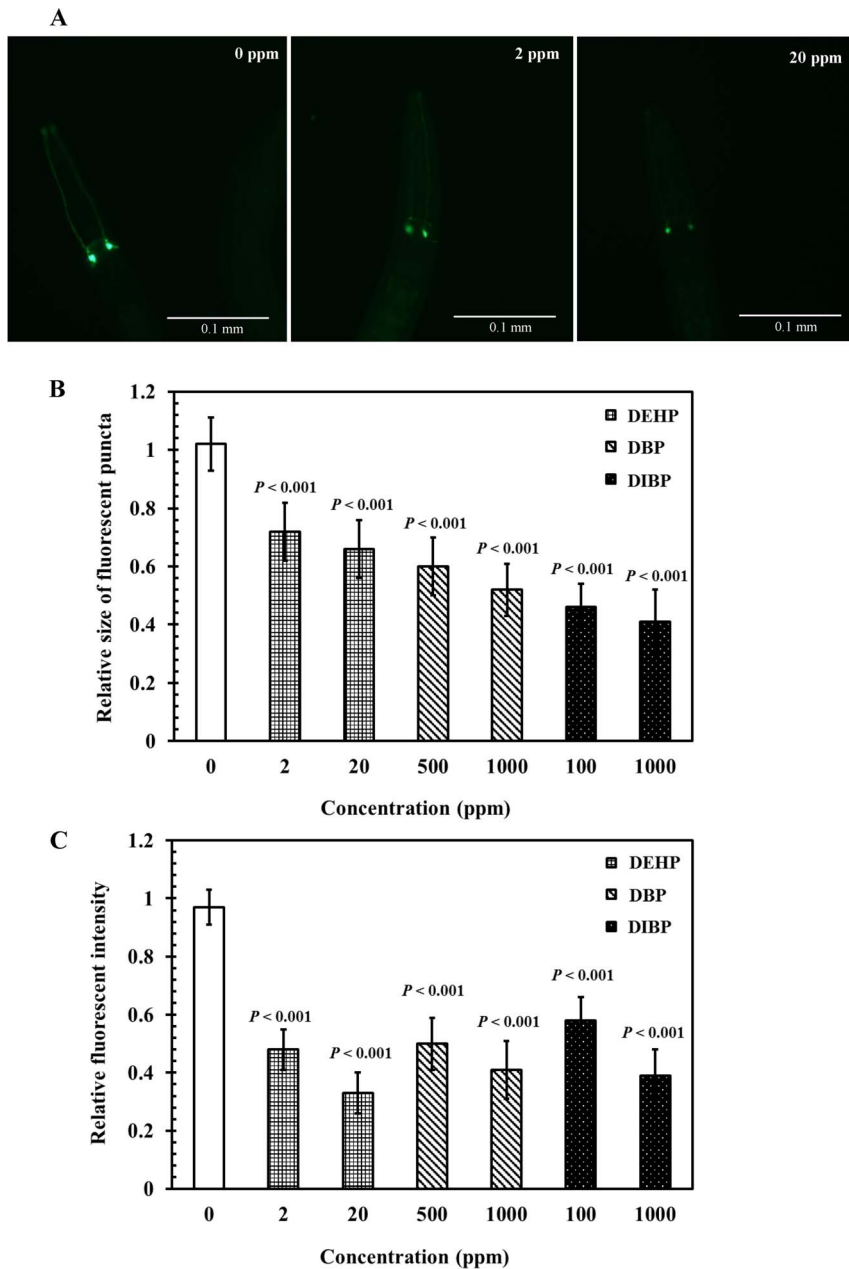 A
0 ppm
2 ppm
20 ppm
0.1 mm
0.1 mm
0.1 mm
B
Relative size of fluorescent puncta
1.2
1
0.8
0.6
0.4
0.2
0
DEHP
DBP
DIBP
P < 0.001
P < 0.001
P < 0.001
P < 0.001
P < 0.001
P < 0.001
0 2 20 500 1000 100 1000
Concentration (ppm)
C
Relative fluorescent intensity
1.2
1
0.8
0.6
0.4
0.2
0
DEHP
DBP
DIBP
P < 0.001
P < 0.001
P < 0.001
P < 0.001
P < 0.001
P < 0.001
0 2 20 500 1000 100 1000
Concentration (ppm)